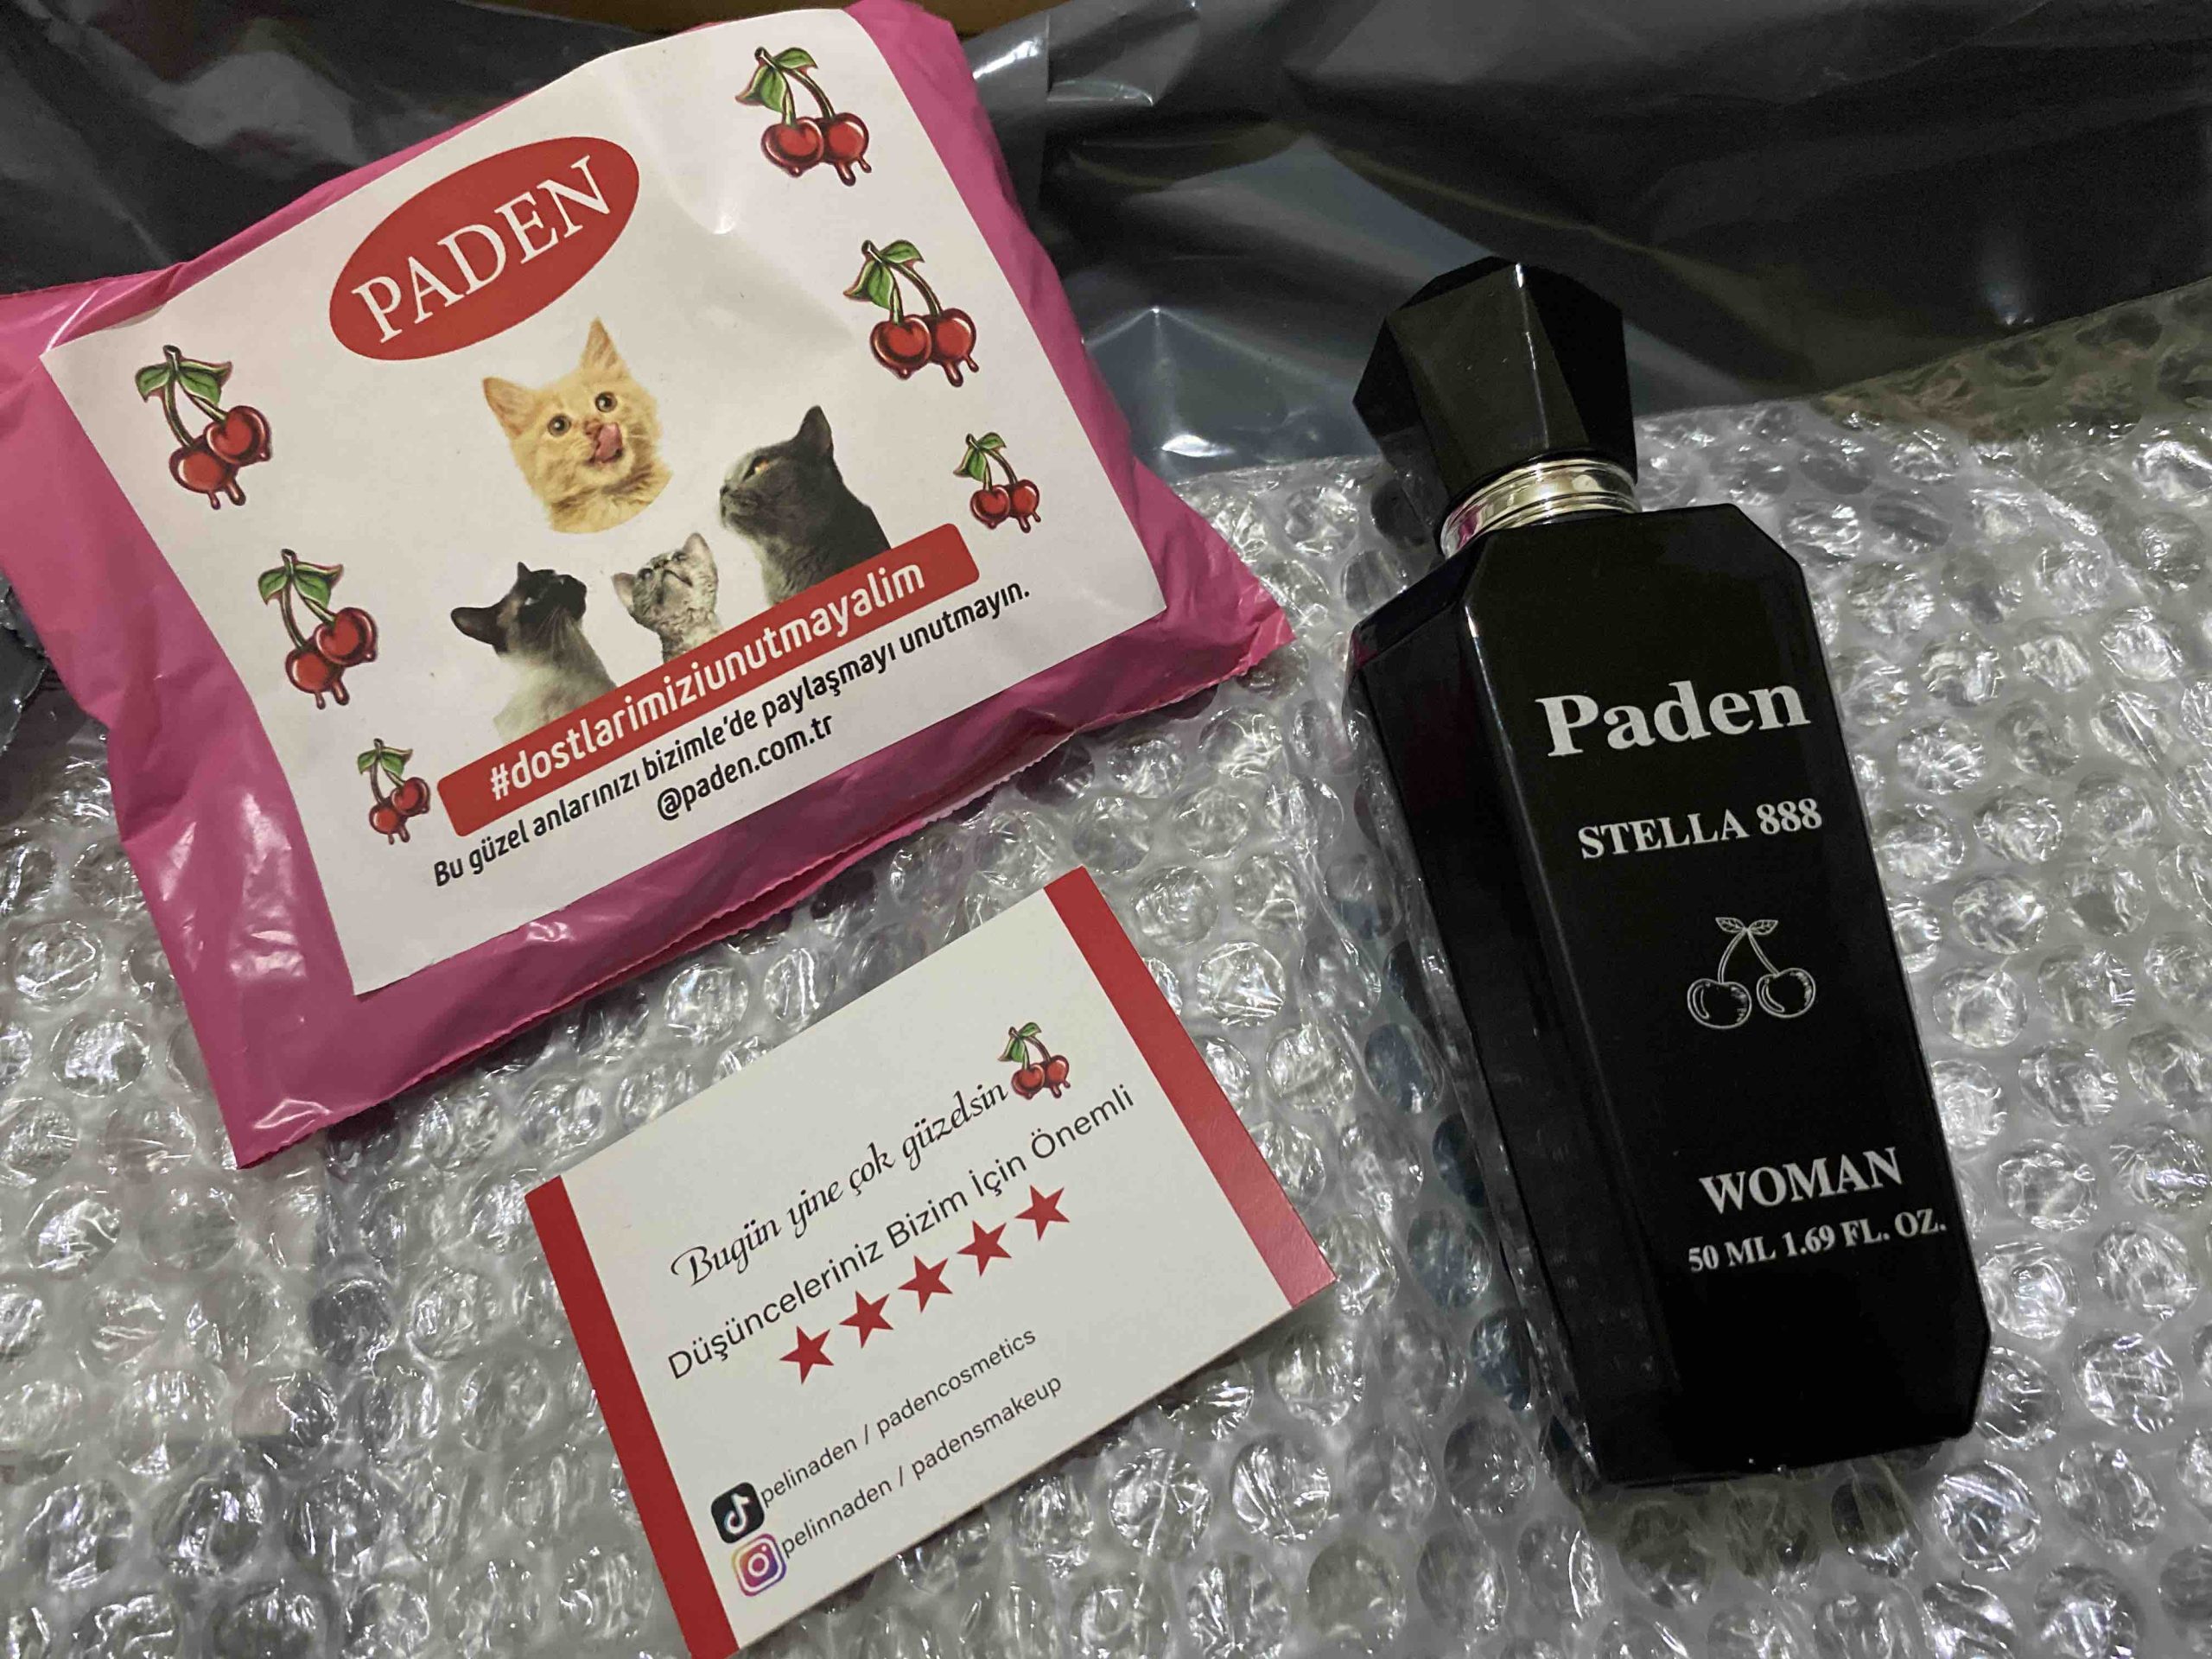 PADEN
#dostlarimiziunutmayalim
Bu güzel anlarınızı bizimle'de paylaşmayı unutmayın.
@paden.com.tr
Bugün yine çok güzelsin
Düşünceleriniz Bizim İçin Önemli
pelinaden / padencosmetics
pelinnaden / padensmakeup
Paden
STELLA 888
WOMAN
50 ML 1.69 FL. OZ.